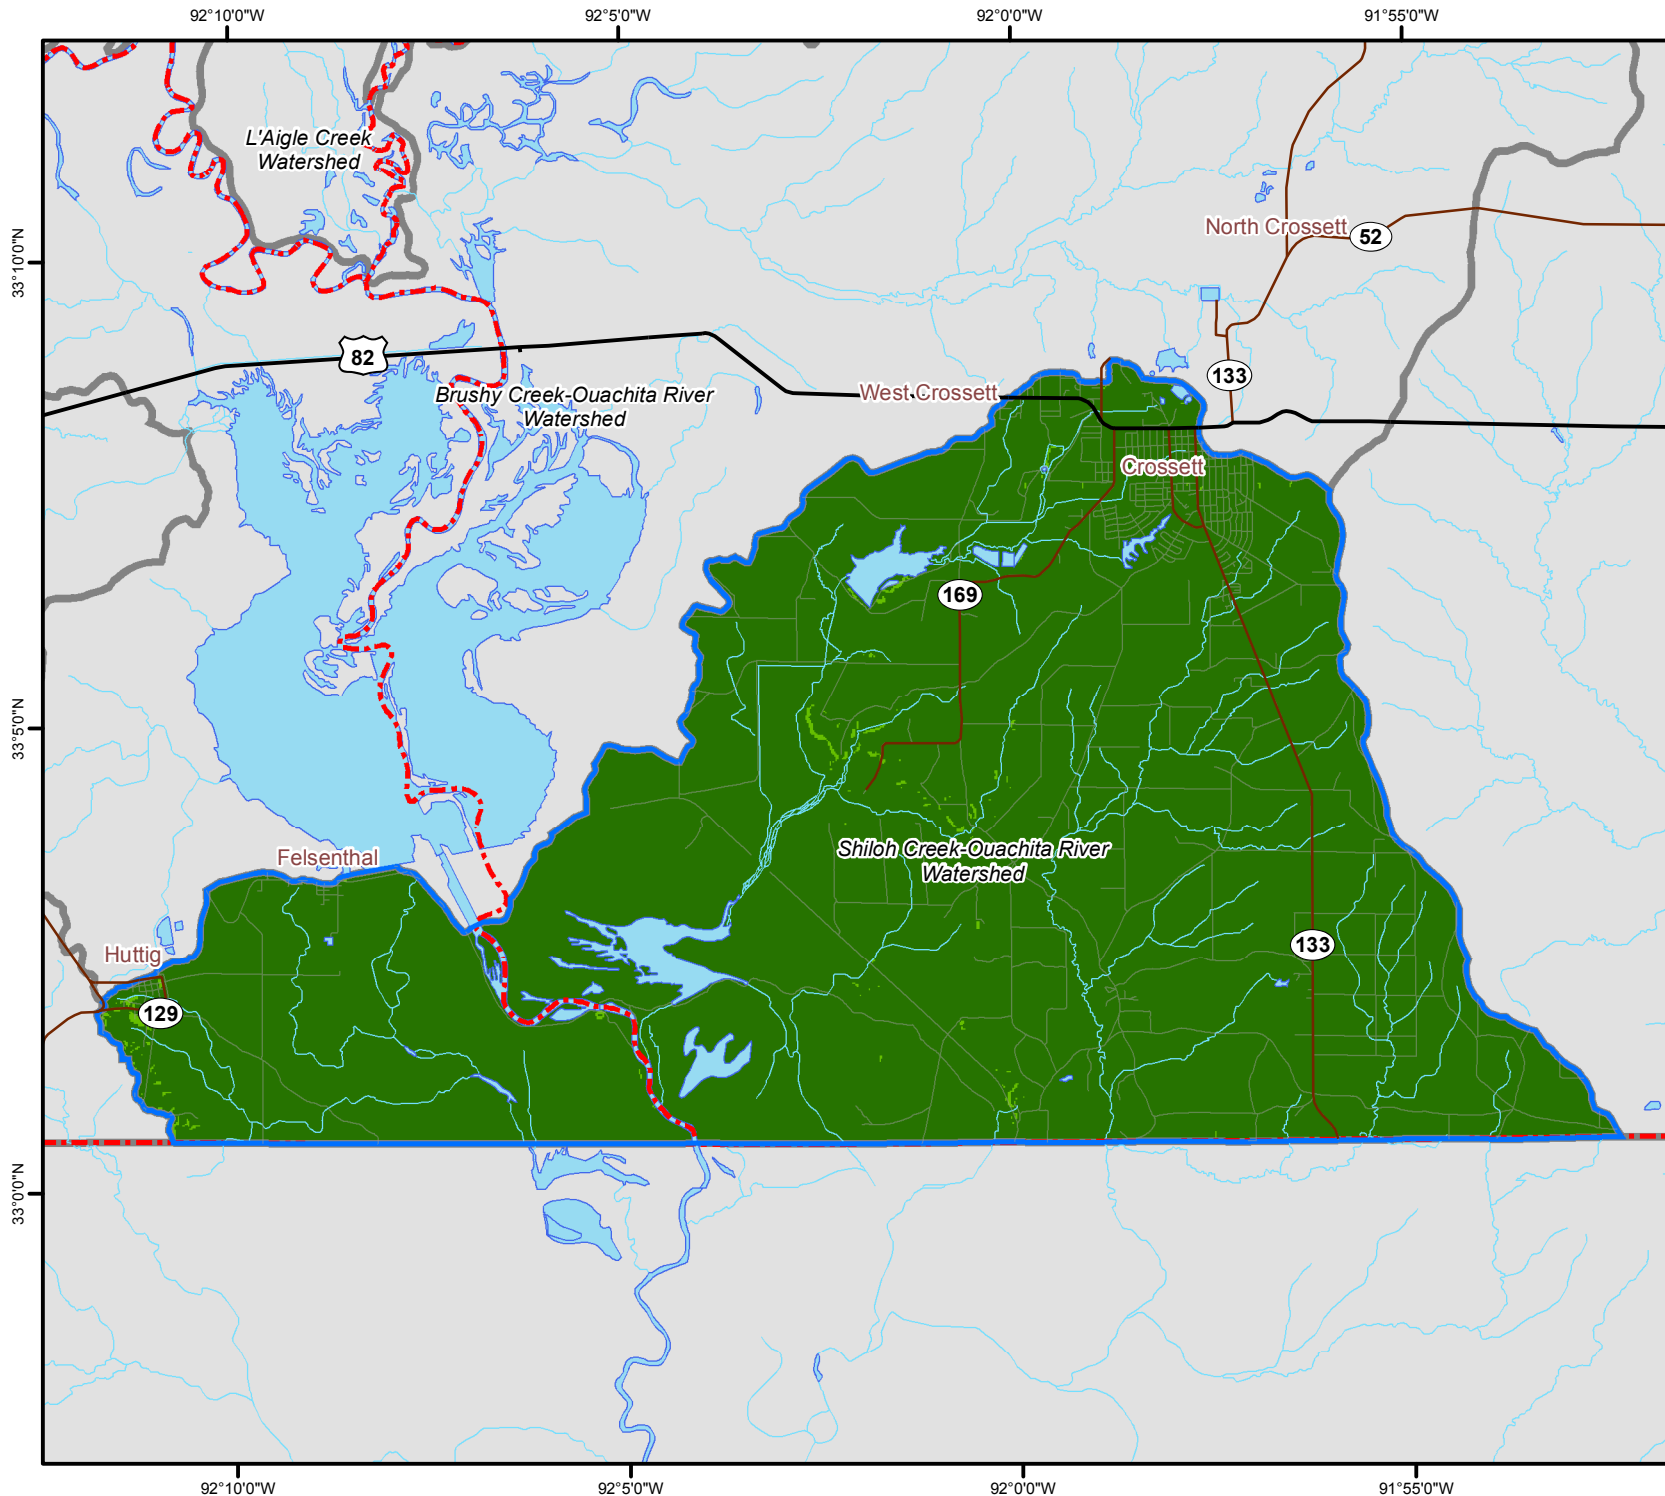 92°10'0"W
92°5'0"W
92°0'0"W
91°55'0"W
L'Aigle Creek
Watershed
North Crossett
52
33°10'0"N
82
133
Brushy Creek-Ouachita River
Watershed
West Crossett
Crossett
169
33°5'0"N
Shiloh Creek-Ouachita River
Watershed
Felsenthal
133
Huttig
129
33°0'0"N
92°10'0"W
92°5'0"W
92°0'0"W
91°55'0"W